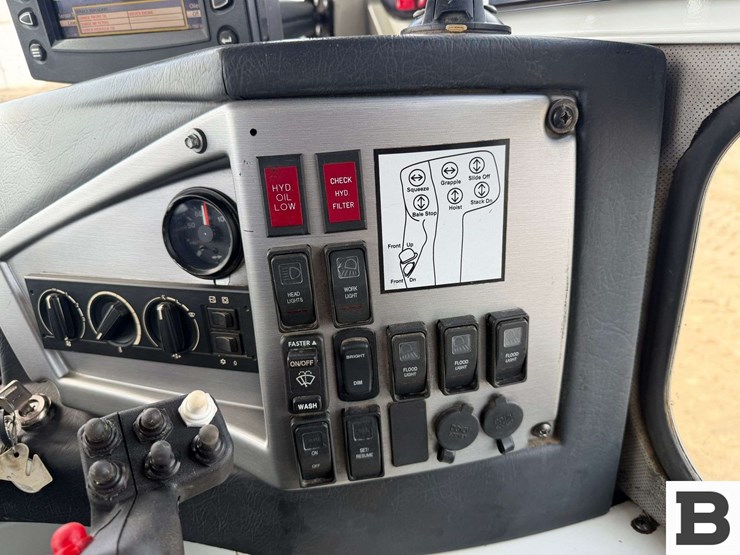 HYD
OIL
LOW
CHECK
HYD
FILTER
Squeeze
Grapple
Slide Off
Bale Stop
Hoist
Stack Dn
Front Up
Front Dn
HEAD
LIGHTS
WORK
LIGHT
FASTER ▲
ON/OFF
WASH
BRIGHT
DIM
FLOOD
LIGHT
FLOOD
LIGHT
FLOOD
LIGHT
ON
OFF
SET/
RESUME
B